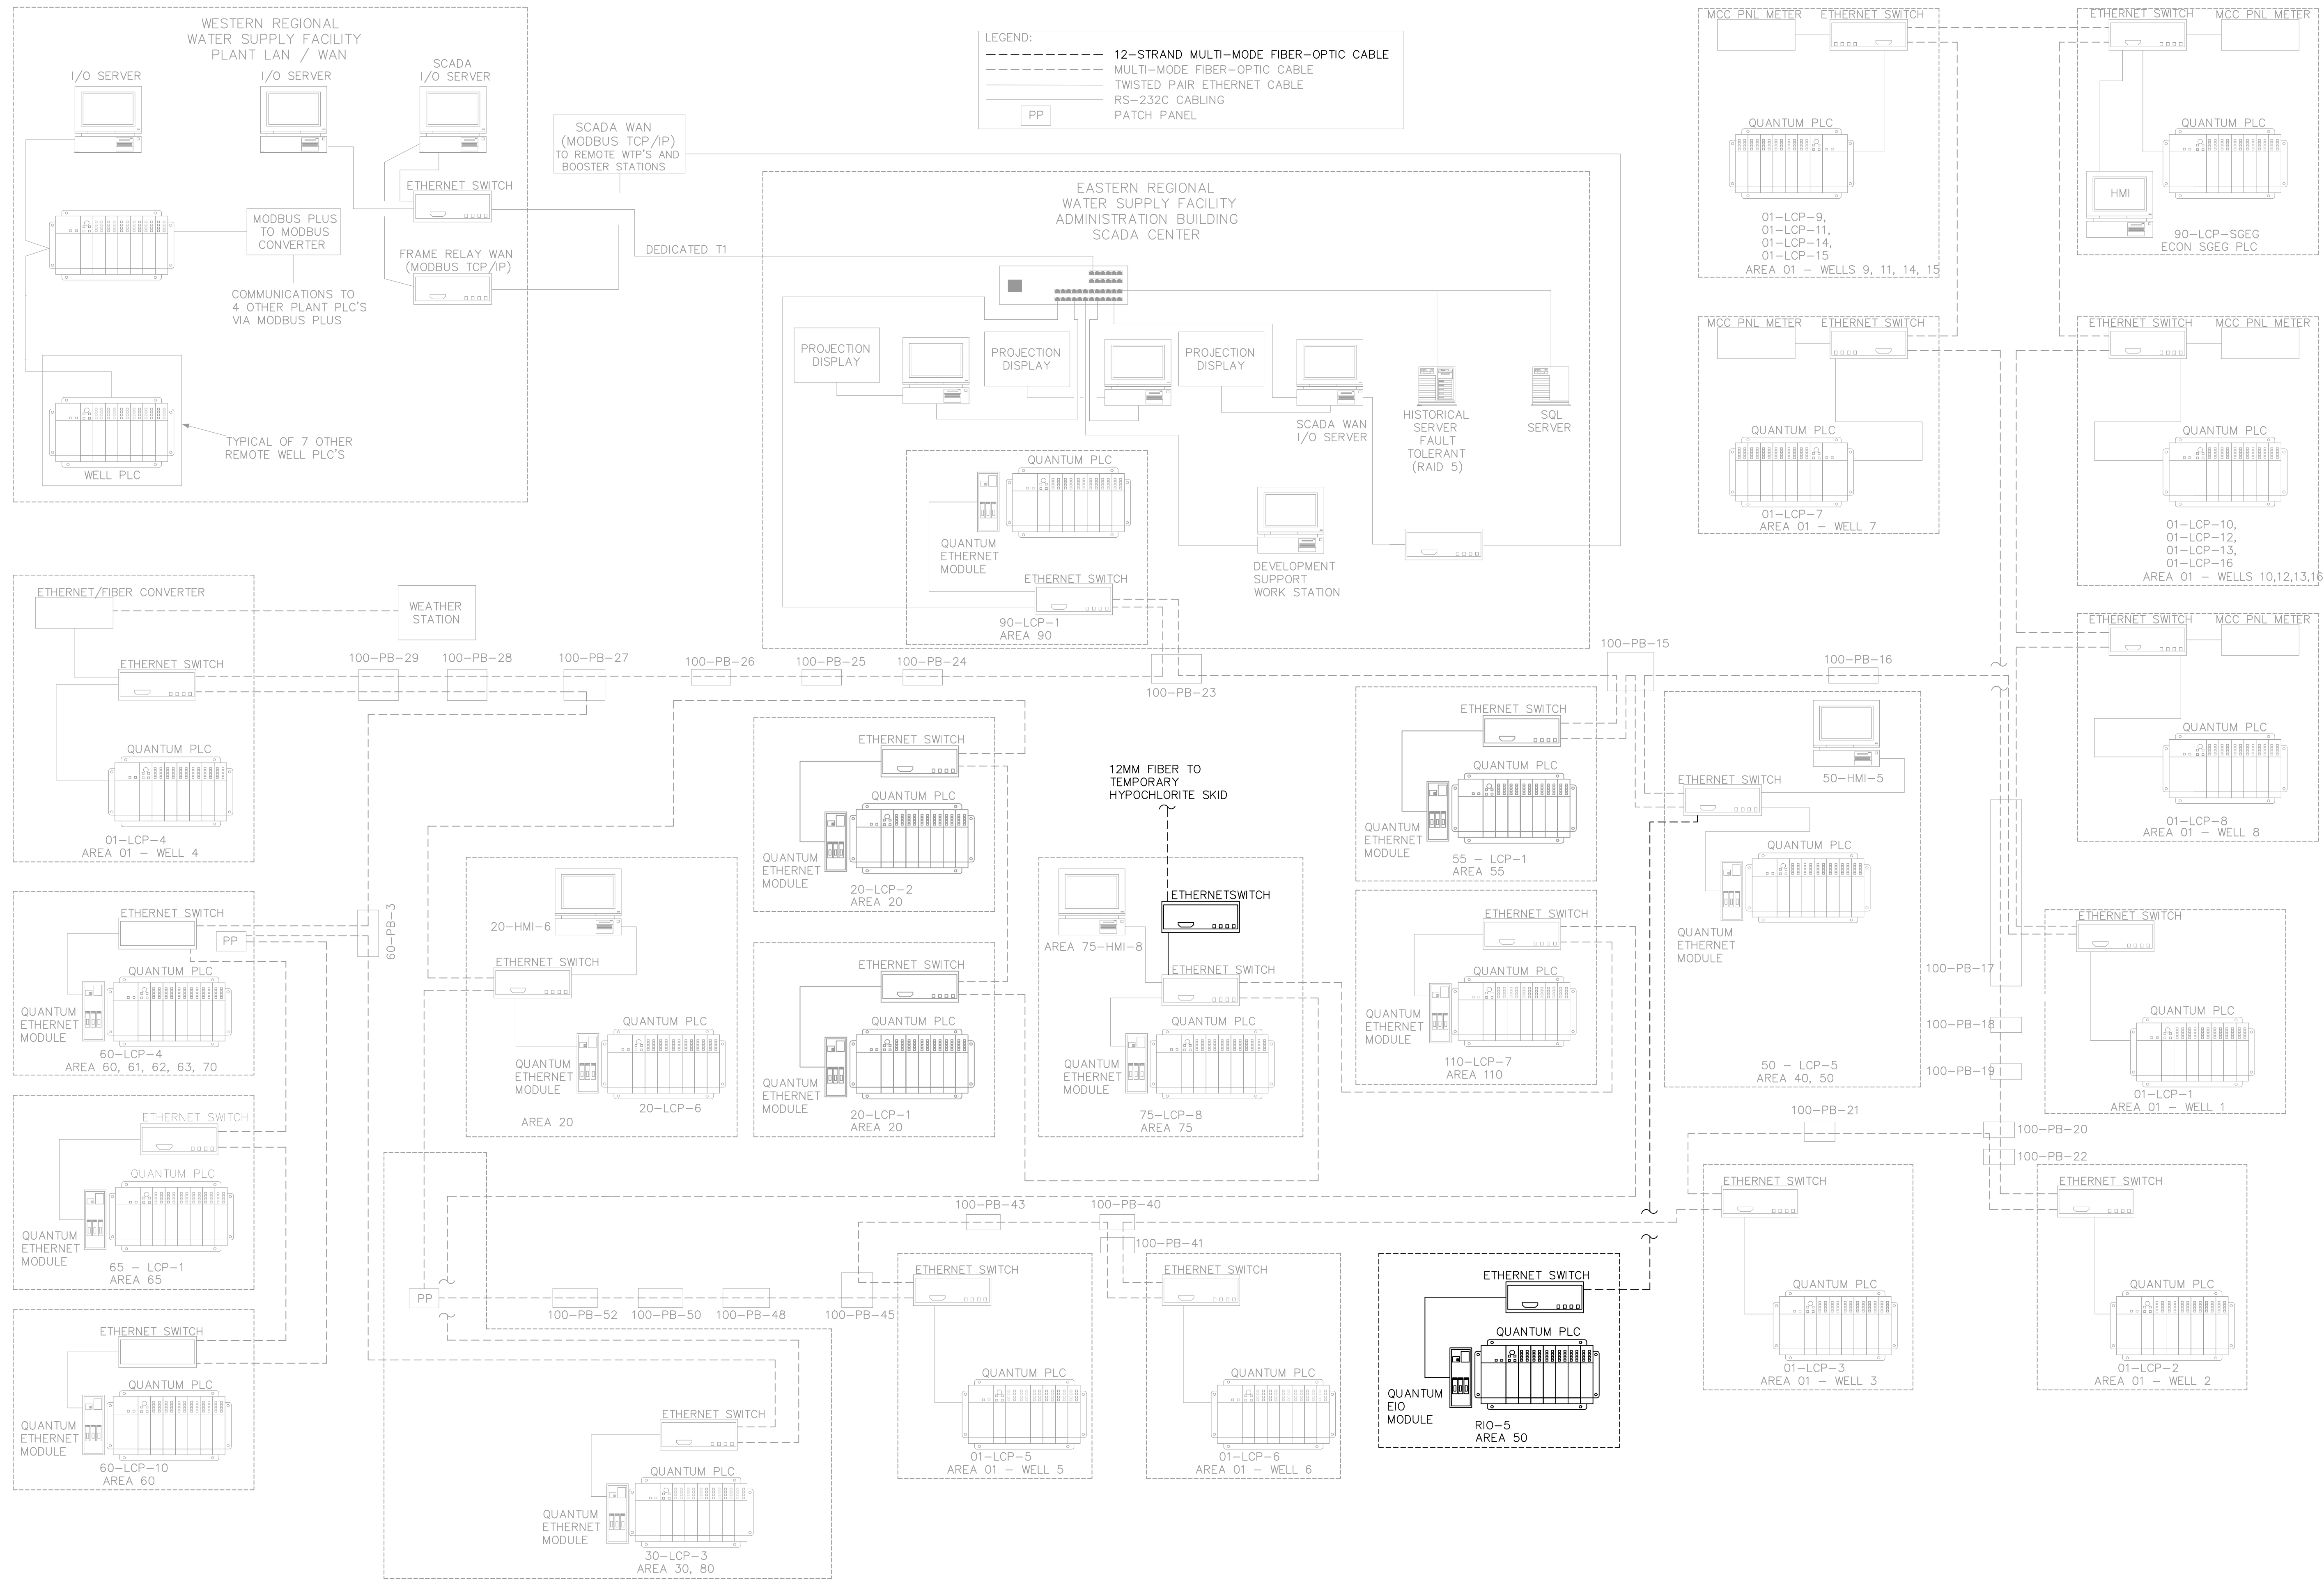 WESTERN REGIONAL
WATER SUPPLY FACILITY
PLANT LAN / WAN
I/O SERVER
I/O SERVER
SCADA
I/O SERVER
ETHERNET SWITCH
MODBUS PLUS
TO MODBUS
CONVERTER
FRAME RELAY WAN
(MODBUS TCP/IP)
COMMUNICATIONS TO
4 OTHER PLANT PLC'S
VIA MODBUS PLUS
TYPICAL OF 7 OTHER
REMOTE WELL PLC'S
WELL PLC
SCADA WAN
(MODBUS TCP/IP)
TO REMOTE WTP'S AND
BOOSTER STATIONS
DEDICATED T1
LEGEND:
12-STRAND MULTI-MODE FIBER-OPTIC CABLE
MULTI-MODE FIBER-OPTIC CABLE
TWISTED PAIR ETHERNET CABLE
RS-232C CABLING
PP
PATCH PANEL
EASTERN REGIONAL
WATER SUPPLY FACILITY
ADMINISTRATION BUILDING
SCADA CENTER
PROJECTION
DISPLAY
PROJECTION
DISPLAY
PROJECTION
DISPLAY
SCADA WAN
I/O SERVER
HISTORICAL
SERVER
FAULT
TOLERANT
(RAID 5)
SQL
SERVER
QUANTUM PLC
QUANTUM
ETHERNET
MODULE
ETHERNET SWITCH
90-LCP-1
AREA 90
DEVELOPMENT
SUPPORT
WORK STATION
MCC PNL METER
ETHERNET SWITCH
QUANTUM PLC
01-LCP-9,
01-LCP-11,
01-LCP-14,
01-LCP-15
AREA 01 - WELLS 9, 11, 14, 15
ETHERNET SWITCH
MCC PNL METER
QUANTUM PLC
HMI
90-LCP-SGEG
ECON SGEG PLC
MCC PNL METER
ETHERNET SWITCH
QUANTUM PLC
01-LCP-7
AREA 01 - WELL 7
ETHERNET SWITCH
MCC PNL METER
QUANTUM PLC
01-LCP-10,
01-LCP-12,
01-LCP-13,
01-LCP-16
AREA 01 - WELLS 10,12,13,16
ETHERNET SWITCH
MCC PNL METER
QUANTUM PLC
01-LCP-8
AREA 01 - WELL 8
ETHERNET/FIBER CONVERTER
WEATHER
STATION
ETHERNET SWITCH
QUANTUM PLC
01-LCP-4
AREA 01 - WELL 4
100-PB-29
100-PB-28
100-PB-27
100-PB-26
100-PB-25
100-PB-24
100-PB-23
100-PB-15
100-PB-16
ETHERNET SWITCH
QUANTUM PLC
QUANTUM
ETHERNET
MODULE
20-LCP-2
AREA 20
12MM FIBER TO
TEMPORARY
HYPOCHLORITE SKID
ETHERNET SWITCH
QUANTUM PLC
QUANTUM
ETHERNET
MODULE
55 - LCP-1
AREA 55
50-HMI-5
ETHERNET SWITCH
QUANTUM PLC
QUANTUM
ETHERNET
MODULE
50 - LCP-5
AREA 40, 50
ETHERNET SWITCH
PP
60-PB-3
QUANTUM PLC
QUANTUM
ETHERNET
MODULE
60-LCP-4
AREA 60, 61, 62, 63, 70
20-HMI-6
ETHERNET SWITCH
QUANTUM PLC
QUANTUM
ETHERNET
MODULE
20-LCP-6
AREA 20
ETHERNET SWITCH
QUANTUM PLC
QUANTUM
ETHERNET
MODULE
20-LCP-1
AREA 20
ETHERNETSWITCH
AREA 75-HMI-8
ETHERNET SWITCH
QUANTUM PLC
QUANTUM
ETHERNET
MODULE
75-LCP-8
AREA 75
ETHERNET SWITCH
QUANTUM PLC
QUANTUM
ETHERNET
MODULE
110-LCP-7
AREA 110
100-PB-17
100-PB-18
100-PB-19
ETHERNET SWITCH
QUANTUM PLC
01-LCP-1
AREA 01 - WELL 1
100-PB-21
100-PB-20
100-PB-22
ETHERNET SWITCH
QUANTUM PLC
QUANTUM
ETHERNET
MODULE
65 - LCP-1
AREA 65
ETHERNET SWITCH
QUANTUM PLC
QUANTUM
ETHERNET
MODULE
60-LCP-10
AREA 60
PP
100-PB-52
100-PB-50
100-PB-48
100-PB-45
100-PB-43
100-PB-40
100-PB-41
ETHERNET SWITCH
QUANTUM PLC
QUANTUM
ETHERNET
MODULE
30-LCP-3
AREA 30, 80
ETHERNET SWITCH
QUANTUM PLC
01-LCP-5
AREA 01 - WELL 5
ETHERNET SWITCH
QUANTUM PLC
01-LCP-6
AREA 01 - WELL 6
ETHERNET SWITCH
QUANTUM PLC
QUANTUM
EIO
MODULE
RIO-5
AREA 50
ETHERNET SWITCH
QUANTUM PLC
01-LCP-3
AREA 01 - WELL 3
ETHERNET SWITCH
QUANTUM PLC
01-LCP-2
AREA 01 - WELL 2